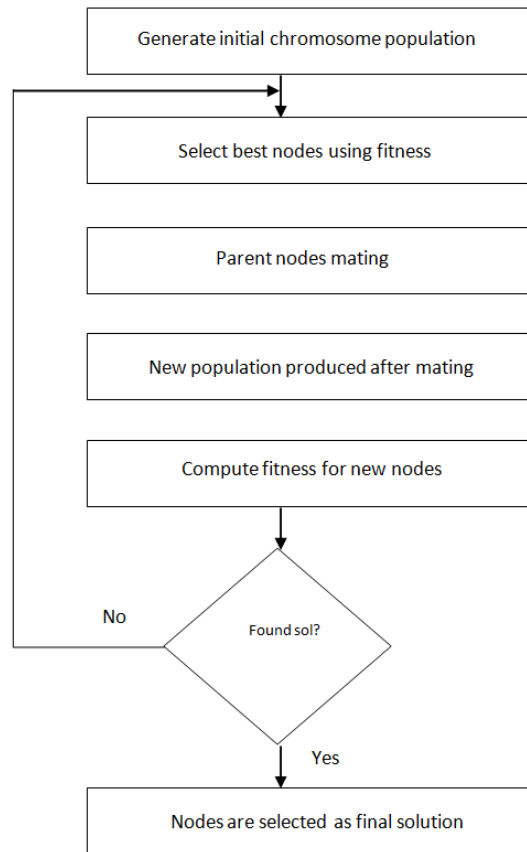 Generate initial chromosome population
Select best nodes using fitness
Parent nodes mating
New population produced after mating
Compute fitness for new nodes
Found sol?
No
Yes
Nodes are selected as final solution